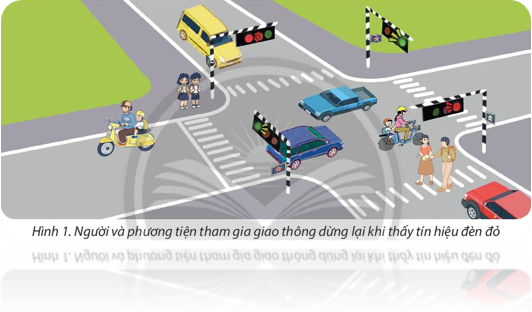 Hình 1. Người và phương tiện tham gia giao thông dừng lại khi thấy tín hiệu đèn đỏ